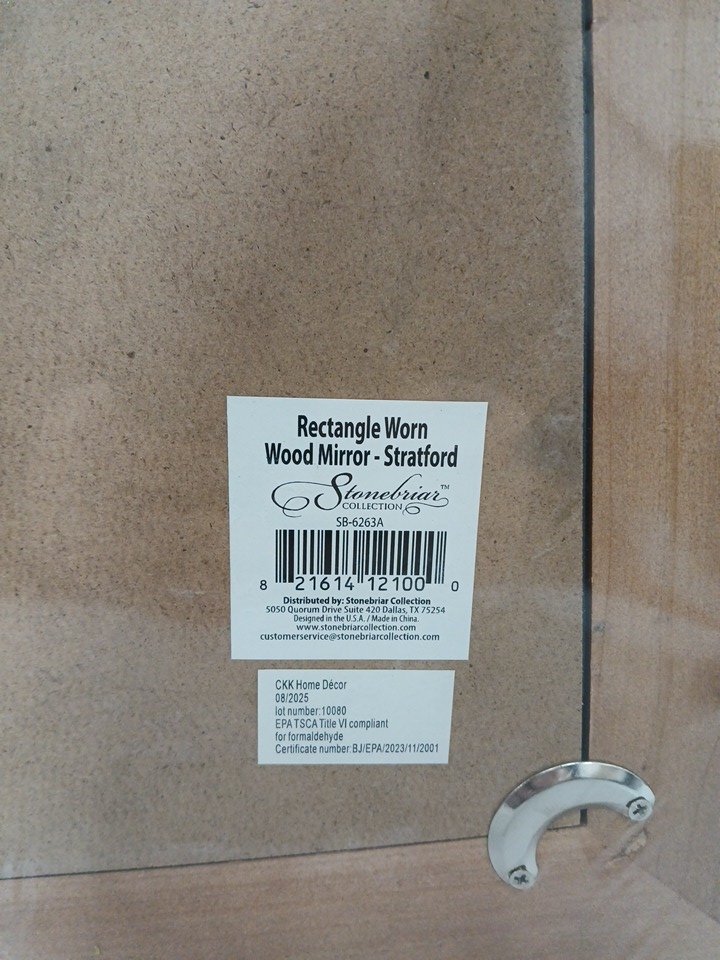 Rectangle Worn
Wood Mirror - Stratford
Stonebriar™
COLLECTION
SB-6263A
8 21614 12100 0
Distributed by: Stonebriar Collection
5050 Quorum Drive Suite 420 Dallas, TX 75254
Designed in the U.S.A. / Made in China.
www.stonebriarcollection.com
customerservice@stonebriarcollection.com
CKK Home Décor
08/2025
lot number:10080
EPA TSCA Title VI compliant
for formaldehyde
Certificate number:BJ/EPA/2023/11/2001